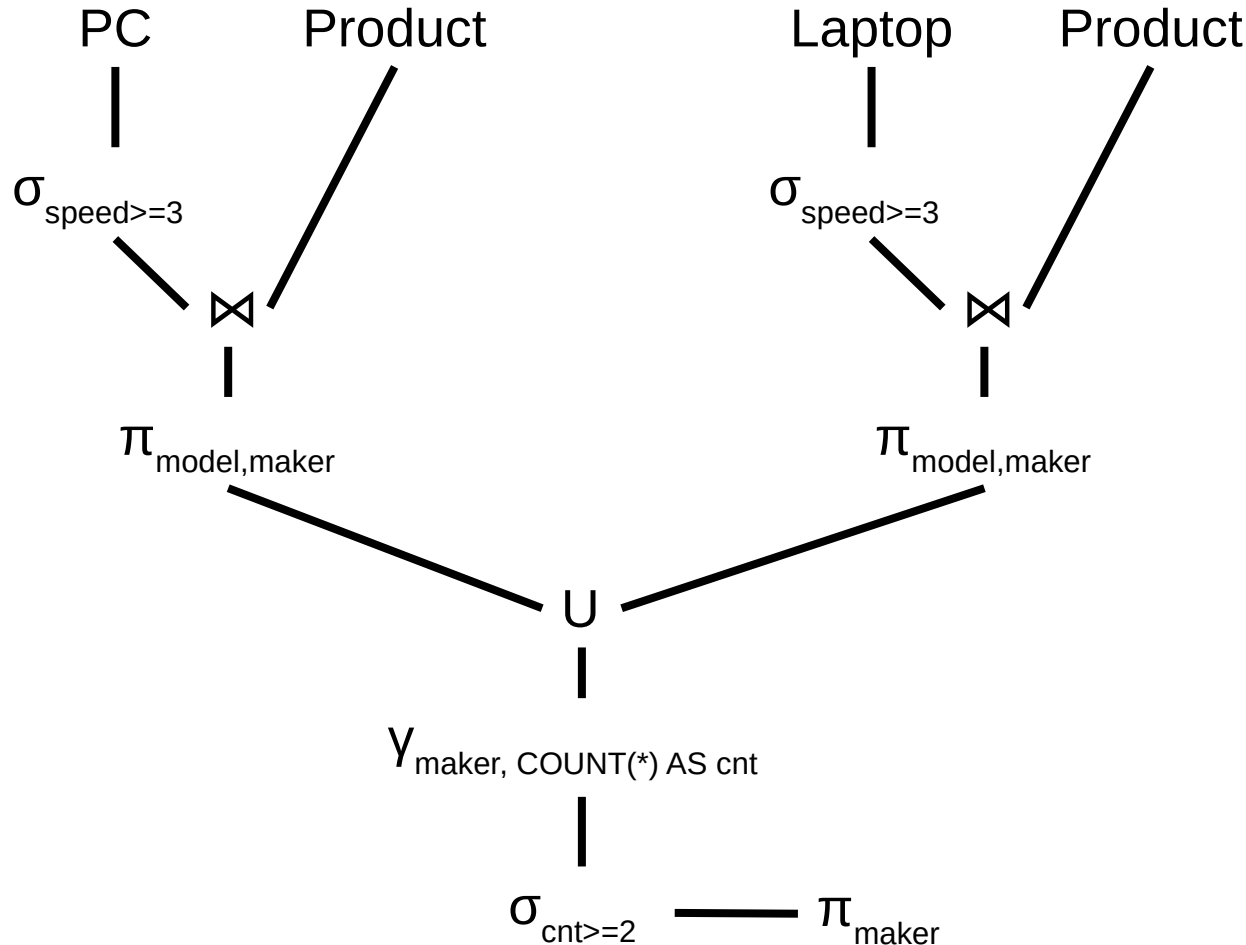 PC Product Laptop Product
σspeed>=3 σspeed>=3
⋈ ⋈
πmodel,maker πmodel,maker
U
γmaker, COUNT(*) AS cnt
σcnt>=2 πmaker